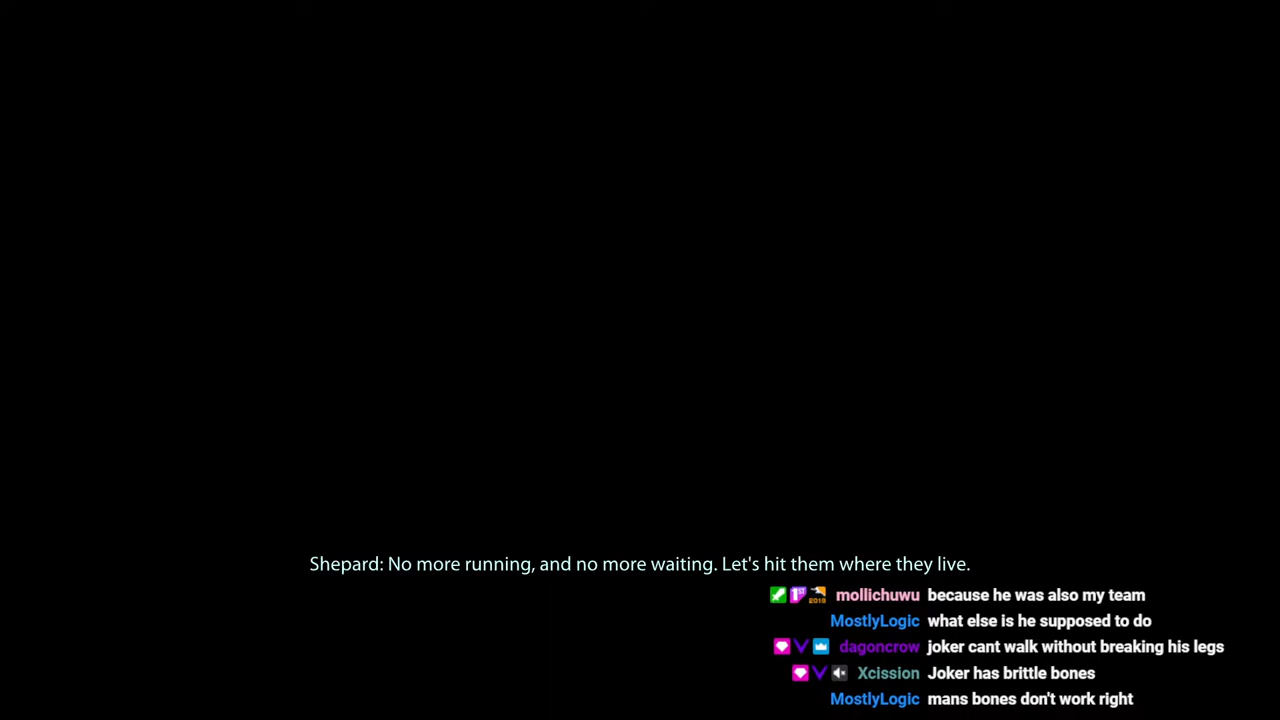 Shepard: No more running, and no more waiting. Let's hit them where they live.
1ST 2019 mollichuwu because he was also my team
MostlyLogic what else is he supposed to do
dagoncrow joker cant walk without breaking his legs
Xcission Joker has brittle bones
MostlyLogic mans bones don't work right